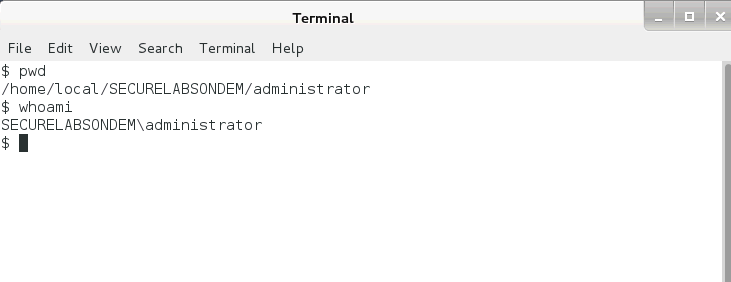 Terminal
File Edit View Search Terminal Help
$ pwd
/home/local/SECURELABSONDEM/administrator
$ whoami
SECURELABSONDEM\administrator
$